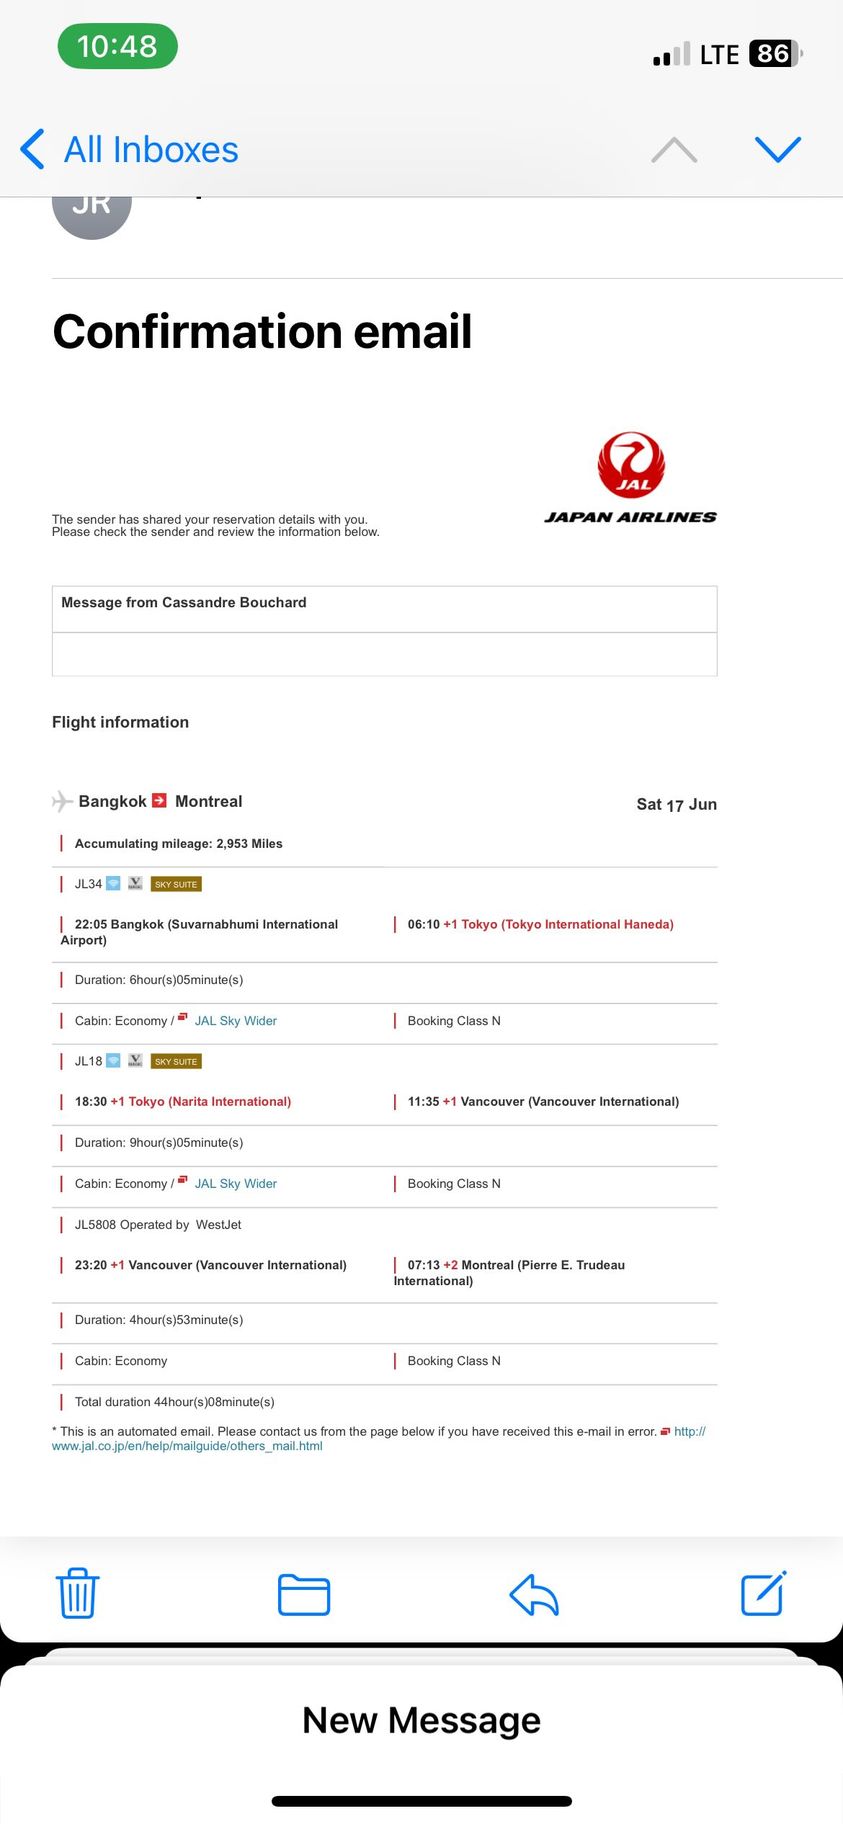 10:48
LTE 86
All Inboxes
JR
Confirmation email
JAL
JAPAN AIRLINES
The sender has shared your reservation details with you.
Please check the sender and review the information below.
Message from Cassandre Bouchard
Flight information
Bangkok Montreal
Sat 17 Jun
Accumulating mileage: 2,953 Miles
JL34 SKY SUITE
22:05 Bangkok (Suvarnabhumi International
Airport)
06:10 +1 Tokyo (Tokyo International Haneda)
Duration: 6hour(s)05minute(s)
Cabin: Economy / JAL Sky Wider
Booking Class N
JL18 SKY SUITE
18:30 +1 Tokyo (Narita International)
11:35 +1 Vancouver (Vancouver International)
Duration: 9hour(s)05minute(s)
Cabin: Economy / JAL Sky Wider
Booking Class N
JL5808 Operated by WestJet
23:20 +1 Vancouver (Vancouver International)
07:13 +2 Montreal (Pierre E. Trudeau
International)
Duration: 4hour(s)53minute(s)
Cabin: Economy
Booking Class N
Total duration 44hour(s)08minute(s)
* This is an automated email. Please contact us from the page below if you have received this e-mail in error. http://
www.jal.co.jp/en/help/mailguide/others_mail.html
New Message